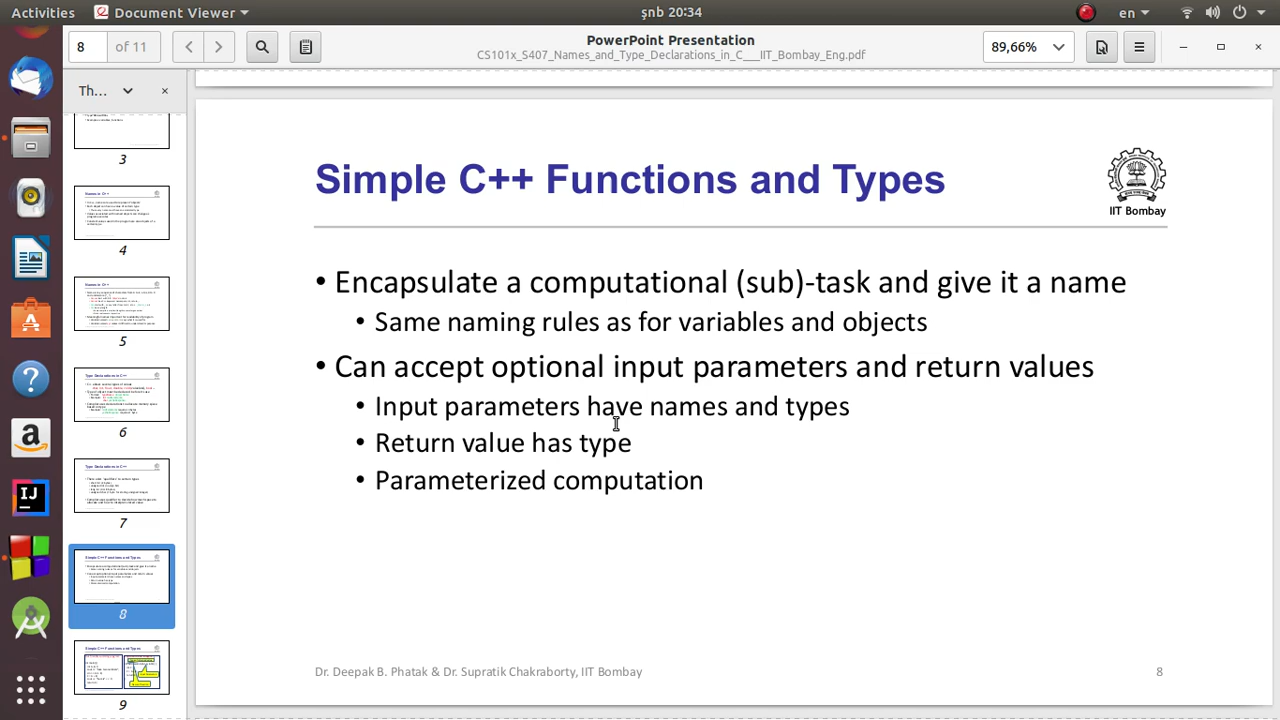 Activities
Document Viewer
şnb 20:34
en
8
of 11
PowerPoint Presentation
CS101x_S407_Names_and_Type_Declarations_in_C___IIT_Bombay_Eng.pdf
89,66%
Th...
3
4
5
6
7
8
9
Simple C++ Functions and Types
IIT Bombay
• Encapsulate a computational (sub)-task and give it a name
• Same naming rules as for variables and objects
• Can accept optional input parameters and return values
• Input parameters have names and types
• Return value has type
• Parameterized computation
Dr. Deepak B. Phatak & Dr. Supratik Chakraborty, IIT Bombay
8